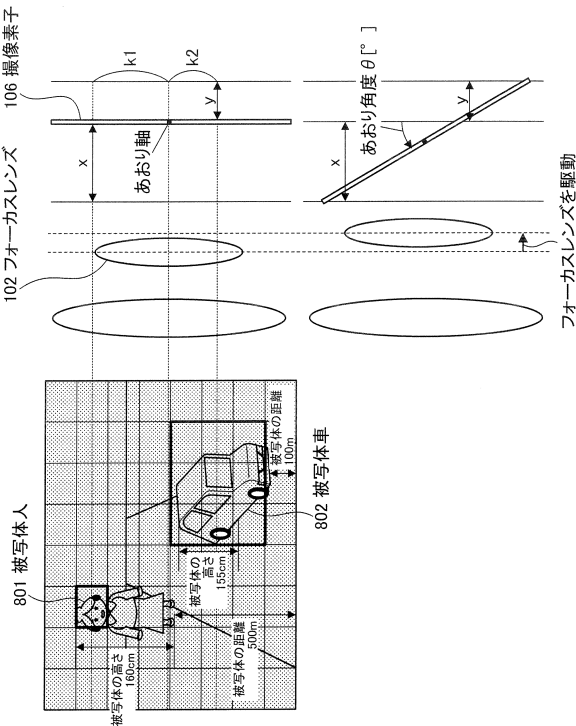 106 撮像素子
102 フォーカスレンズ
k1
k2
x
y
あおり軸
x
y
あおり角度θ[°]
フォーカスレンズを駆動
801 被写体人
802 被写体車
被写体の高さ
160cm
被写体の距離
500m
被写体の
高さ
155cm
被写体の距離
100m